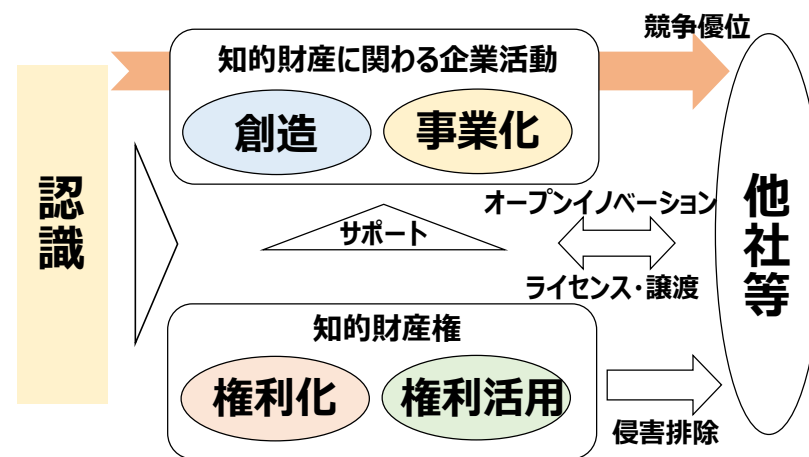 競争優位
知的財産に関わる企業活動
創造
事業化
認識
オープンイノベーション
サポート
ライセンス・譲渡
他社等
知的財産権
権利化
権利活用
侵害排除